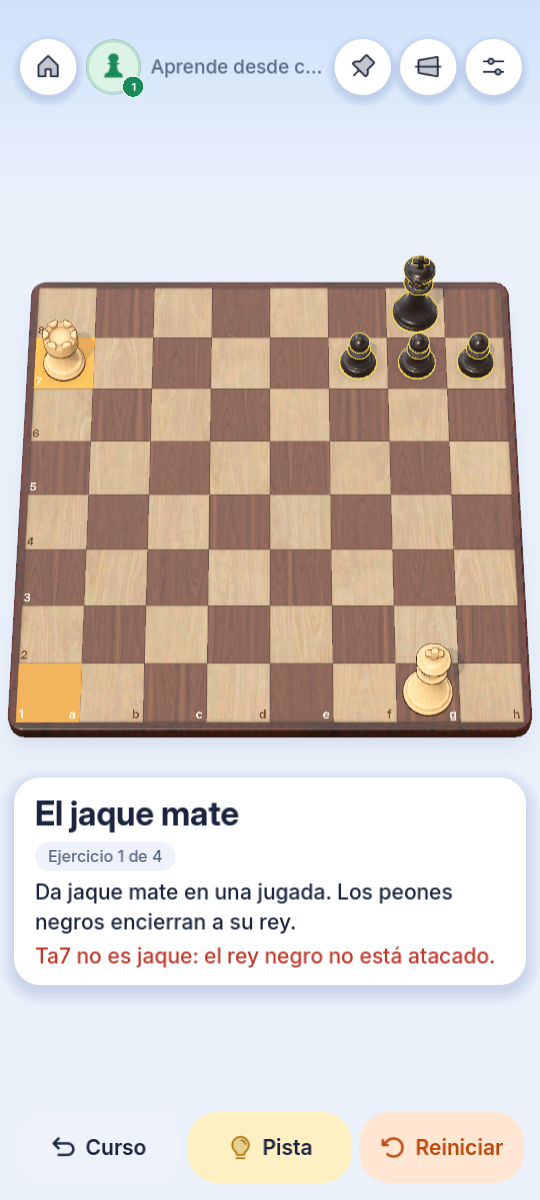 1
Aprende desde c...
8
7
6
5
4
3
2
1 a b c d e f g h
El jaque mate
Ejercicio 1 de 4
Da jaque mate en una jugada. Los peones
negros encierran a su rey.
Ta7 no es jaque: el rey negro no está atacado.
Curso
Pista
Reiniciar